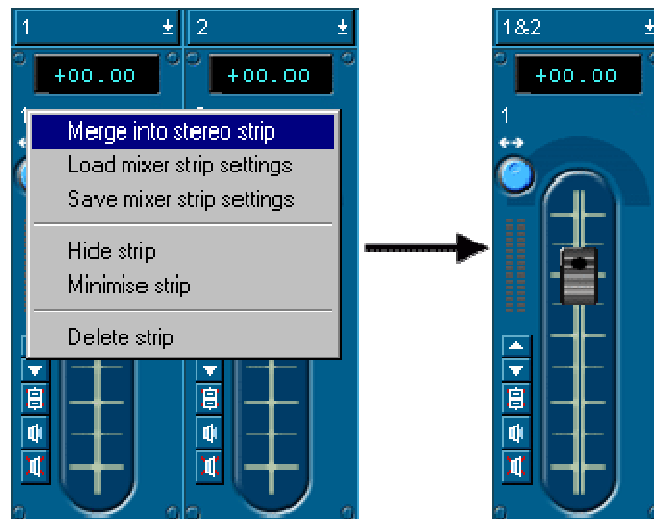 1
2
1&2
+00.00
+00.00
+00.00
1
Merge into stereo strip
Load mixer strip settings
Save mixer strip settings
Hide strip
Minimise strip
Delete strip